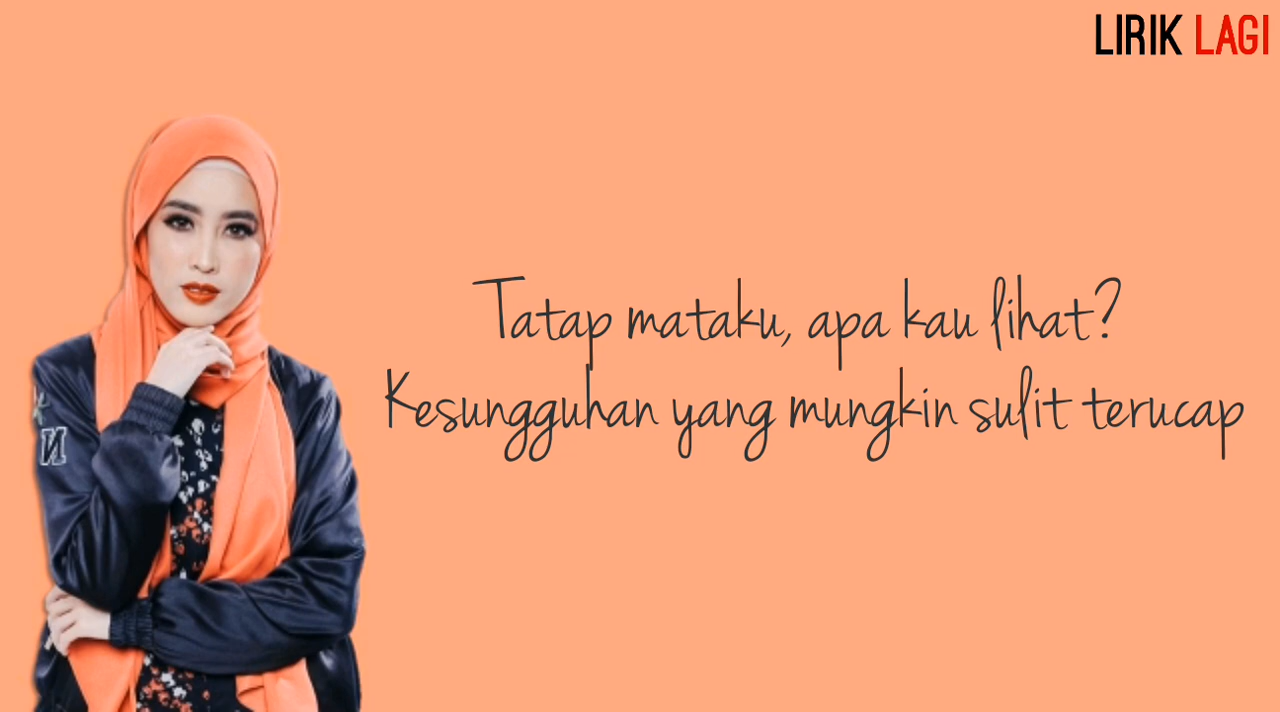 LIRIK LAGI
Tatap mataku, apa kau lihat?
Kesungguhan yang mungkin sulit terucap